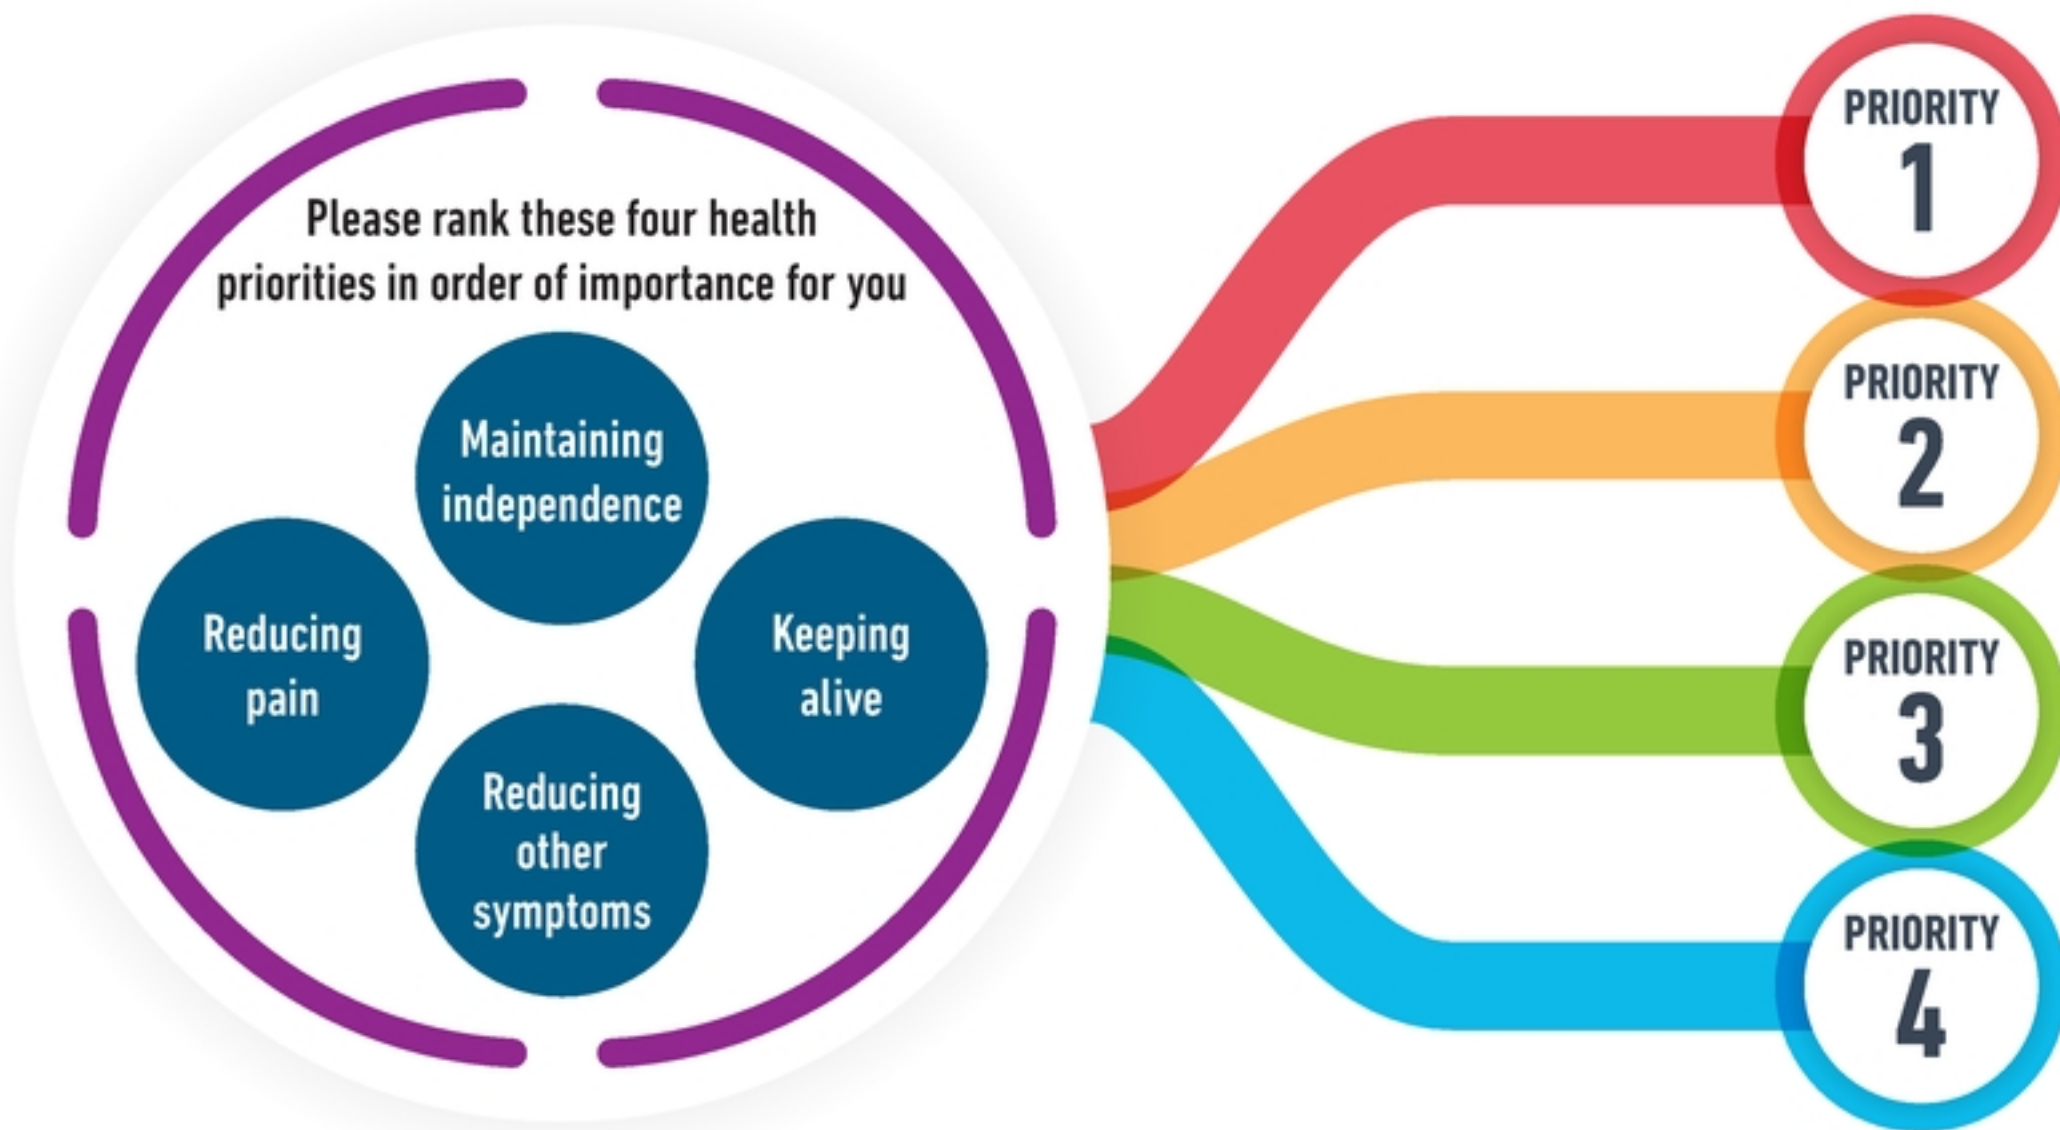 Please rank these four health
priorities in order of importance for you
Maintaining
independence
Reducing
pain
Keeping
alive
Reducing
other
symptoms
PRIORITY
1
PRIORITY
2
PRIORITY
3
PRIORITY
4